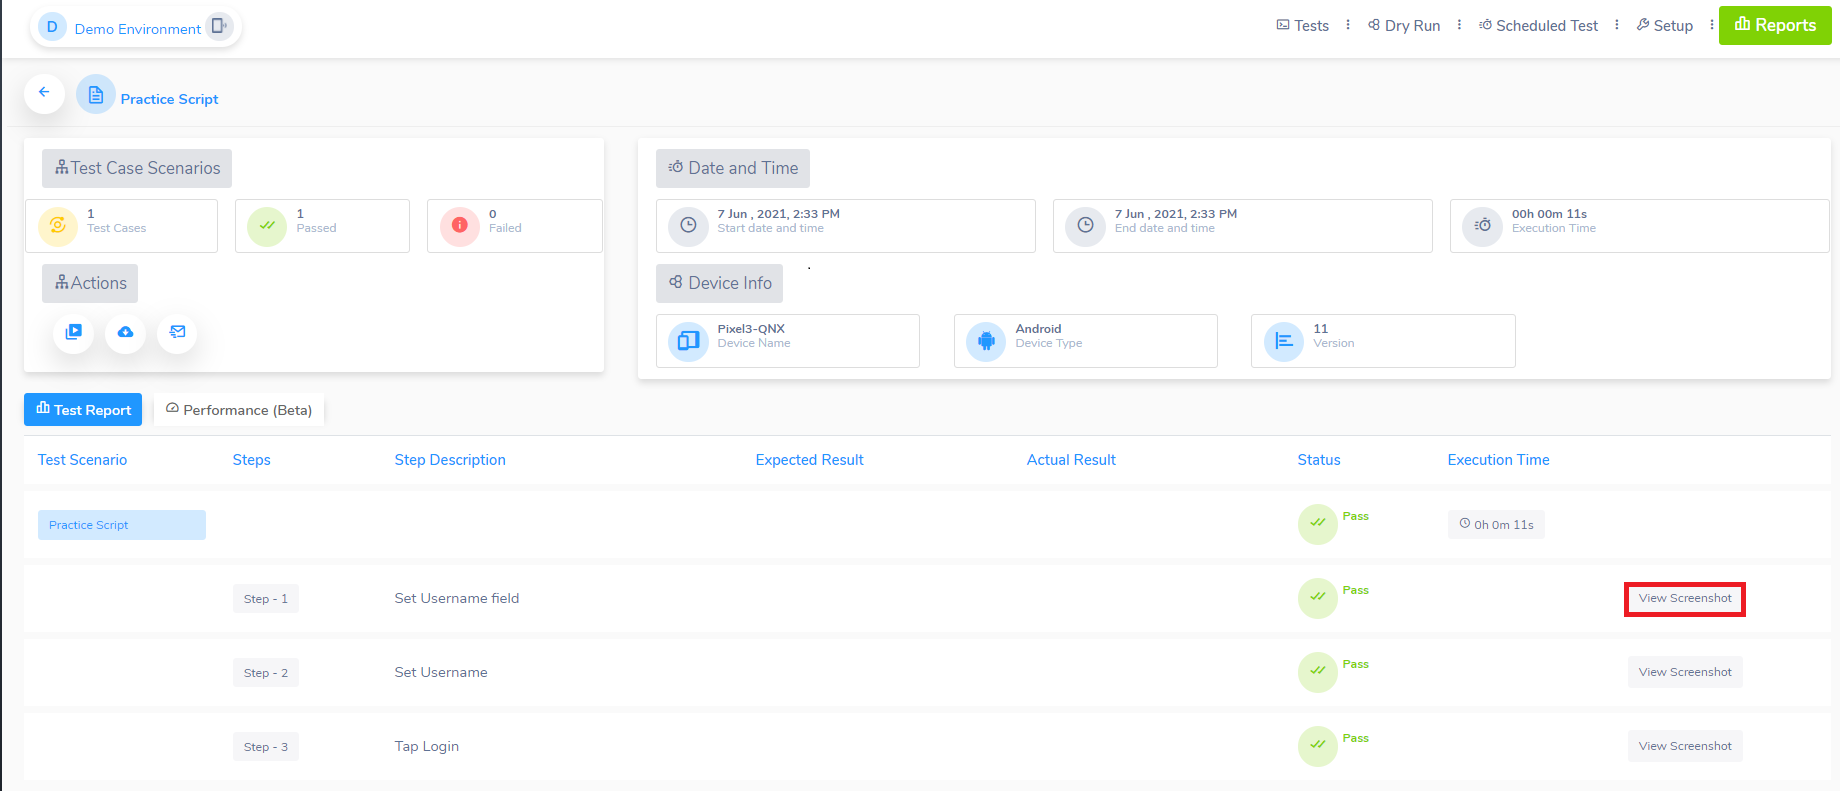 D Demo Environment
Tests Dry Run Scheduled Test Setup Reports
Practice Script
Test Case Scenarios
1
Test Cases
1
Passed
0
Failed
Actions
Date and Time
7 Jun , 2021, 2:33 PM
Start date and time
7 Jun , 2021, 2:33 PM
End date and time
00h 00m 11s
Execution Time
Device Info
Pixel3-QNX
Device Name
Android
Device Type
11
Version
Test Report Performance (Beta)
Test Scenario Steps Step Description Expected Result Actual Result Status Execution Time
Practice Script Pass 0h 0m 11s
Step - 1 Set Username field Pass View Screenshot
Step - 2 Set Username Pass View Screenshot
Step - 3 Tap Login Pass View Screenshot